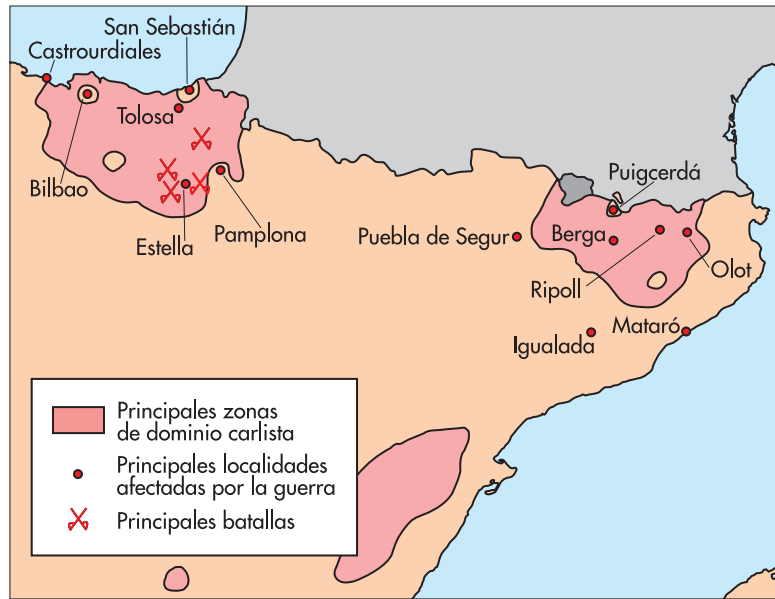 San Sebastián
Castrourdiales
Tolosa
Bilbao
Estella
Pamplona
Puigcerdá
Puebla de Segur
Berga
Ripoll
Olot
Igualada
Mataró
Principales zonas
de dominio carlista
Principales localidades
afectadas por la guerra
Principales batallas